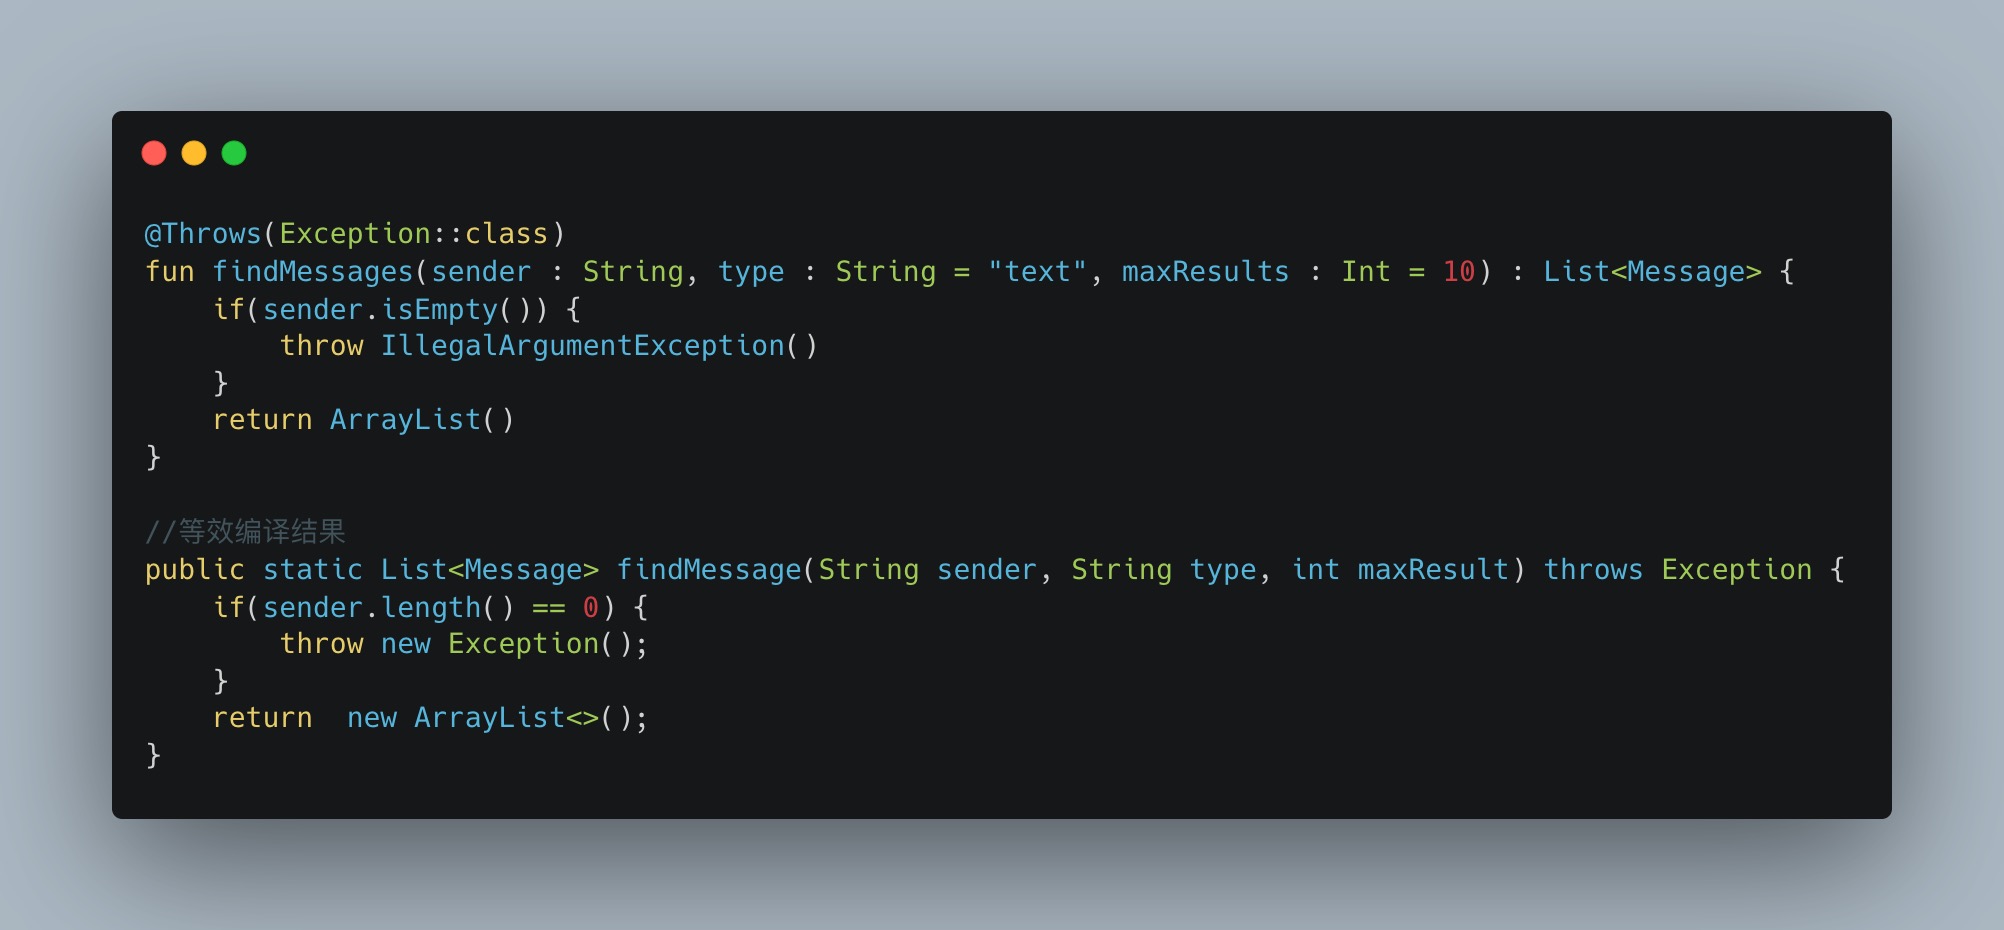 @Throws(Exception::class)
fun findMessages(sender : String, type : String = "text", maxResults : Int = 10) : List<Message> {
    if(sender.isEmpty()) {
        throw IllegalArgumentException()
    }
    return ArrayList()
}
//等效编译结果
public static List<Message> findMessage(String sender, String type, int maxResult) throws Exception {
    if(sender.length() == 0) {
        throw new Exception();
    }
    return  new ArrayList<>();
}